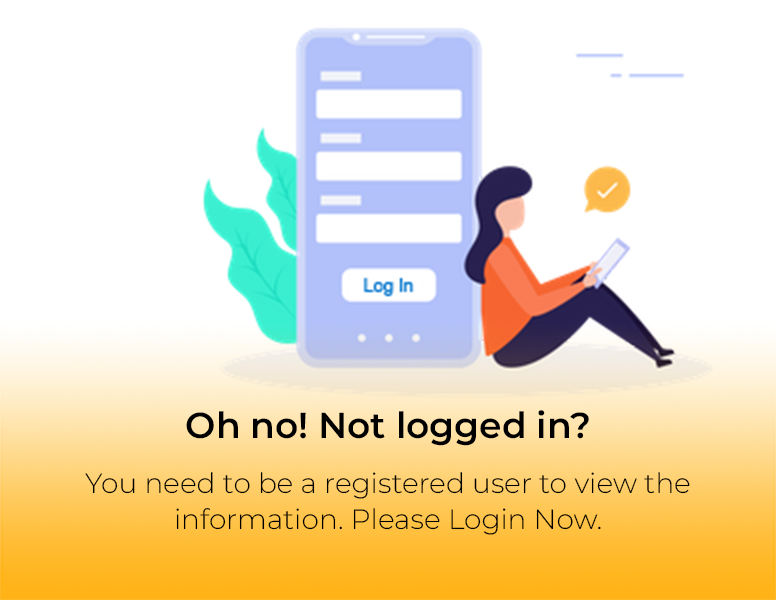 Log In
Oh no! Not logged in?
You need to be a registered user to view the
information. Please Login Now.